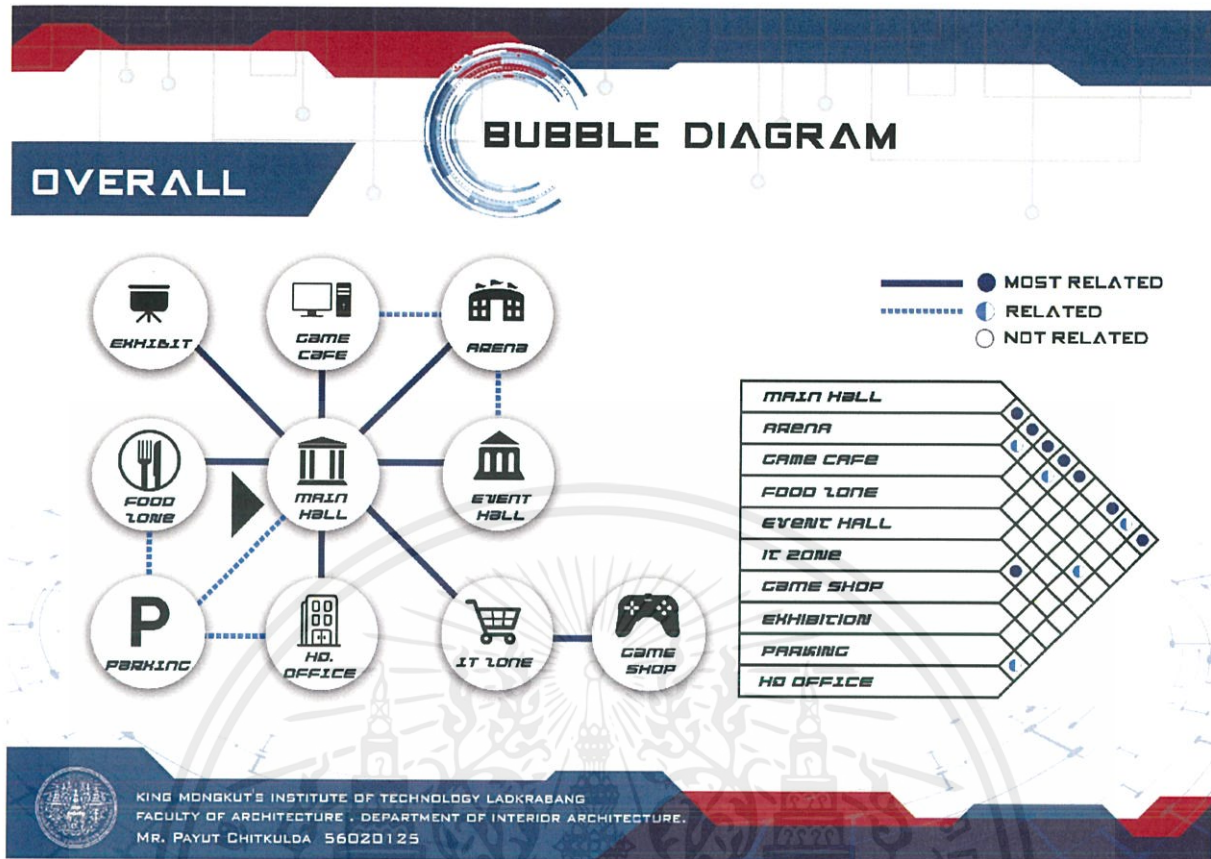 BUBBLE DIAGRAM
OVERALL
EXHIBIT
GAME
CAFE
ARENA
FOOD
ZONE
MAIN
HALL
EVENT
HALL
P
PARKING
HD.
OFFICE
IT ZONE
GAME
SHOP
MOST RELATED
RELATED
NOT RELATED
MAIN HALL
ARENA
GAME CAFE
FOOD ZONE
EVENT HALL
IT ZONE
GAME SHOP
EXHIBITION
PARKING
HD OFFICE
KING MONGKUT'S INSTITUTE OF TECHNOLOGY LADKRABANG
FACULTY OF ARCHITECTURE . DEPARTMENT OF INTERIOR ARCHITECTURE.
MR. PAYUT CHITKULDA 56020125